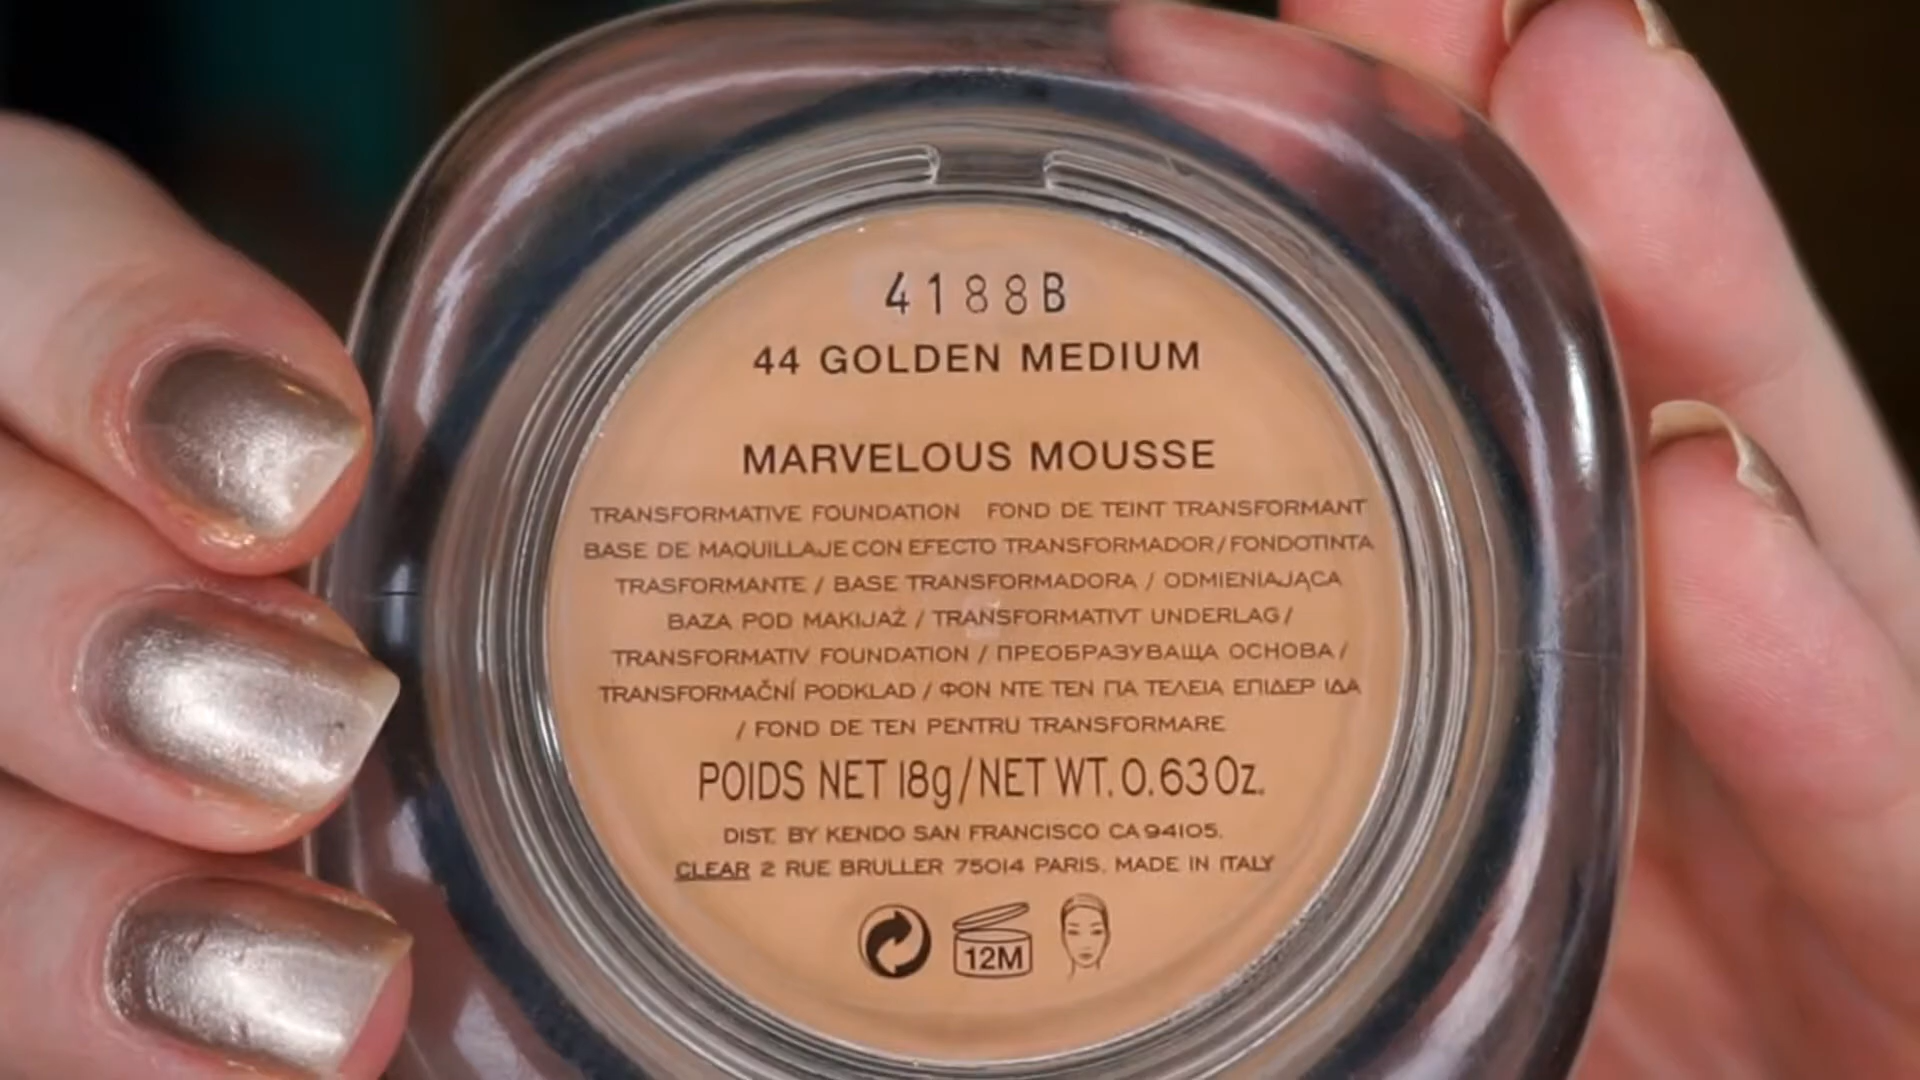 4188B
44 GOLDEN MEDIUM
MARVELOUS MOUSSE
TRANSFORMATIVE FOUNDATION FOND DE TEINT TRANSFORMANT
BASE DE MAQUILLAJE CON EFECTO TRANSFORMADOR / FONDOTINTA
TRASFORMANTE / BASE TRANSFORMADORA / ODMIENIAJĄCA
BAZA POD MAKIJAŻ / TRANSFORMATIVT UNDERLAG /
TRANSFORMATIV FOUNDATION / ПРЕОБРАЗУВАЩА ОСНОВА /
TRANSFORMAČNÍ PODKLAD / ΦΟΝ ΝΤΕ ΤΕΝ ΓΙΑ ΤΕΛΕΙΑ ΕΠΙΔΕΡ ΙΔΑ
/ FOND DE TEN PENTRU TRANSFORMARE
POIDS NET 18g / NET WT. 0.63 Oz.
DIST. BY KENDO SAN FRANCISCO CA 94105.
CLEAR 2 RUE BRULLER 75014 PARIS. MADE IN ITALY
12M